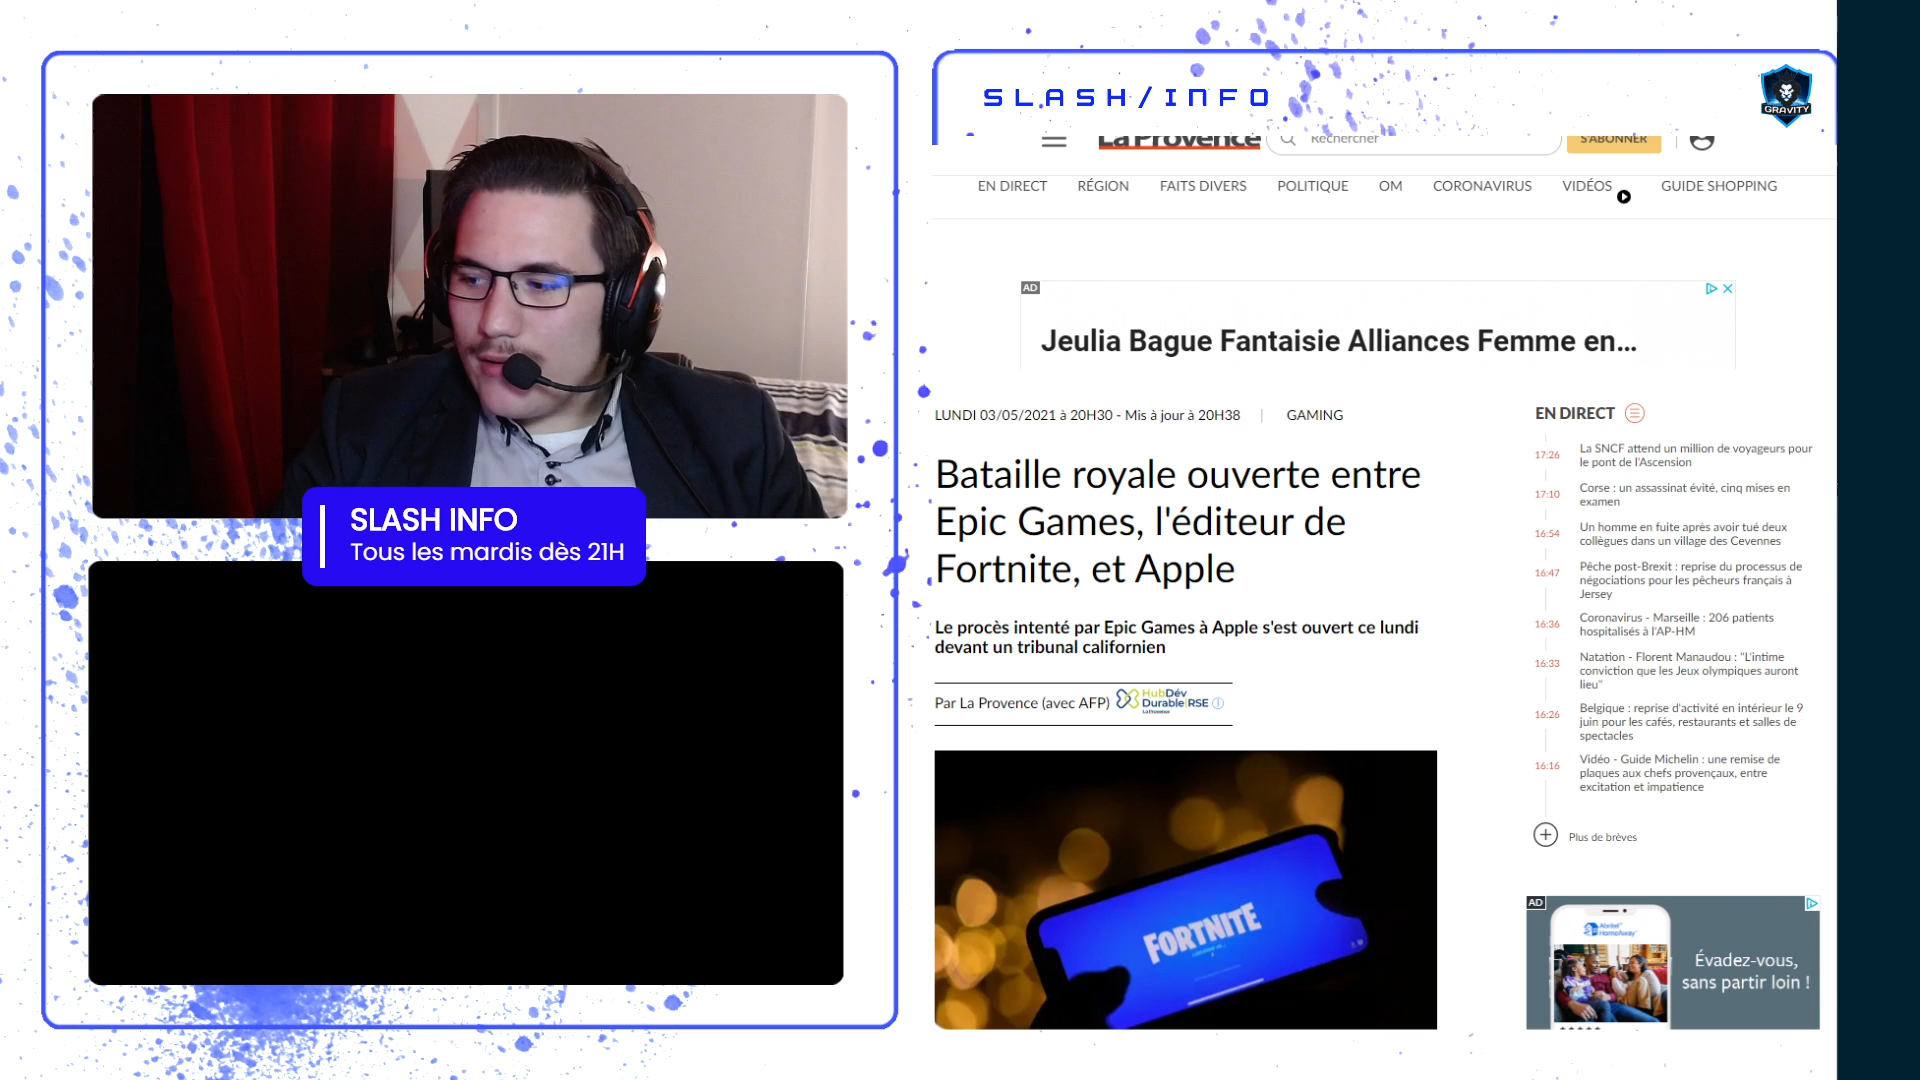 SLASH/INFO
GRAVITY
La Provence
Rechercher
S'ABONNER
EN DIRECT
RÉGION
FAITS DIVERS
POLITIQUE
OM
CORONAVIRUS
VIDÉOS
GUIDE SHOPPING
AD
Jeulia Bague Fantaisie Alliances Femme en...
LUNDI 03/05/2021 à 20H30 - Mis à jour à 20H38 | GAMING
Bataille royale ouverte entre
Epic Games, l'éditeur de
Fortnite, et Apple
Le procès intenté par Epic Games à Apple s'est ouvert ce lundi
devant un tribunal californien
Par La Provence (avec AFP)
HubDév
Durable|RSE
La Provence
FORTNITE
EN DIRECT
17:26
La SNCF attend un million de voyageurs pour
le pont de l'Ascension
17:10
Corse : un assassinat évité, cinq mises en
examen
16:54
Un homme en fuite après avoir tué deux
collègues dans un village des Cevennes
16:47
Pêche post-Brexit : reprise du processus de
négociations pour les pêcheurs français à
Jersey
16:36
Coronavirus - Marseille : 206 patients
hospitalisés à l'AP-HM
16:33
Natation - Florent Manaudou : "L'intime
conviction que les Jeux olympiques auront
lieu"
16:26
Belgique : reprise d'activité en intérieur le 9
juin pour les cafés, restaurants et salles de
spectacles
16:16
Vidéo - Guide Michelin : une remise de
plaques aux chefs provençaux, entre
excitation et impatience
Plus de brèves
AD
Abritel
HomeAway
Évadez-vous,
sans partir loin !
SLASH INFO
Tous les mardis dès 21H